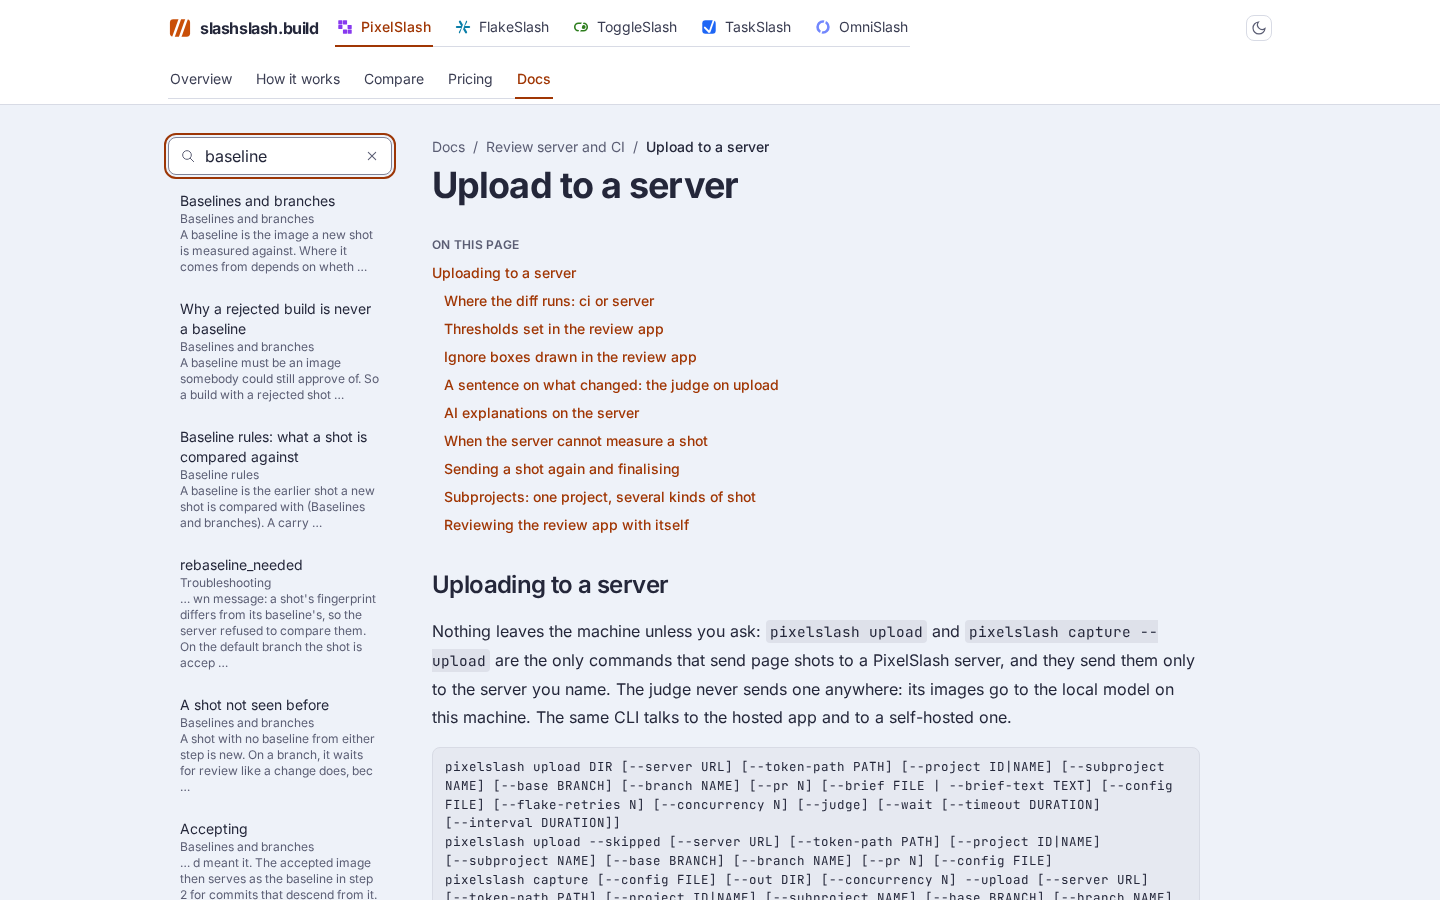 slashslash.build
PixelSlash
FlakeSlash
ToggleSlash
TaskSlash
OmniSlash
Overview
How it works
Compare
Pricing
Docs
baseline
Baselines and branches
Baselines and branches
A baseline is the image a new shot
is measured against. Where it
comes from depends on wheth ...
Why a rejected build is never
a baseline
Baselines and branches
A baseline must be an image
somebody could still approve of. So
a build with a rejected shot ...
Baseline rules: what a shot is
compared against
Baseline rules
A baseline is the earlier shot a new
shot is compared with (Baselines
and branches). A carry ...
rebaseline_needed
Troubleshooting
... wn message: a shot's fingerprint
differs from its baseline's, so the
server refused to compare them.
On the default branch the shot is
accep ...
A shot not seen before
Baselines and branches
A shot with no baseline from either
step is new. On a branch, it waits
for review like a change does, bec
...
Accepting
Baselines and branches
... d meant it. The accepted image
then serves as the baseline in step
2 for commits that descend from it.
Docs / Review server and CI / Upload to a server
Upload to a server
ON THIS PAGE
Uploading to a server
Where the diff runs: ci or server
Thresholds set in the review app
Ignore boxes drawn in the review app
A sentence on what changed: the judge on upload
AI explanations on the server
When the server cannot measure a shot
Sending a shot again and finalising
Subprojects: one project, several kinds of shot
Reviewing the review app with itself
Uploading to a server
Nothing leaves the machine unless you ask: pixelslash upload and pixelslash capture --
upload are the only commands that send page shots to a PixelSlash server, and they send them only
to the server you name. The judge never sends one anywhere: its images go to the local model on
this machine. The same CLI talks to the hosted app and to a self-hosted one.
pixelslash upload DIR [--server URL] [--token-path PATH] [--project ID|NAME] [--subproject
NAME] [--base BRANCH] [--branch NAME] [--pr N] [--brief FILE | --brief-text TEXT] [--config
FILE] [--flake-retries N] [--concurrency N] [--judge] [--wait [--timeout DURATION]
[--interval DURATION]]
pixelslash upload --skipped [--server URL] [--token-path PATH] [--project ID|NAME]
[--subproject NAME] [--base BRANCH] [--branch NAME] [--pr N] [--config FILE]
pixelslash capture [--config FILE] [--out DIR] [--concurrency N] --upload [--server URL]
[--token-path PATH] [--project ID|NAME] [--subproject NAME] [--base BRANCH] [--branch NAME]